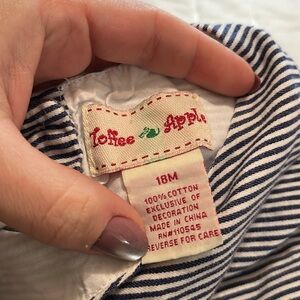 Toffee Apple
18M
100% COTTON
EXCLUSIVE OF
DECORATION
MADE IN CHINA
RN#110545
REVERSE FOR CARE